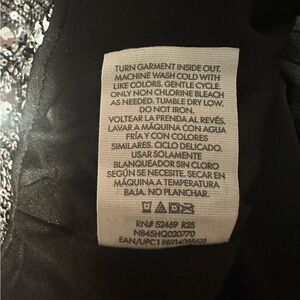 TURN GARMENT INSIDE OUT.
MACHINE WASH COLD WITH
LIKE COLORS. GENTLE CYCLE.
ONLY NON CHLORINE BLEACH
AS NEEDED. TUMBLE DRY LOW.
DO NOT IRON.
VOLTEAR LA PRENDA AL REVÉS.
LAVAR A MÁQUINA CON AGUA
FRÍA Y CON COLORES
SIMILARES. CICLO DELICADO.
USAR SOLAMENTE
BLANQUEADOR SIN CLORO
SEGÚN SE NECESITE. SECAR EN
MÁQUINA A TEMPERATURA
BAJA. NO PLANCHAR.
RN# 52469 R25
NB45HQ020770
EAN/UPC